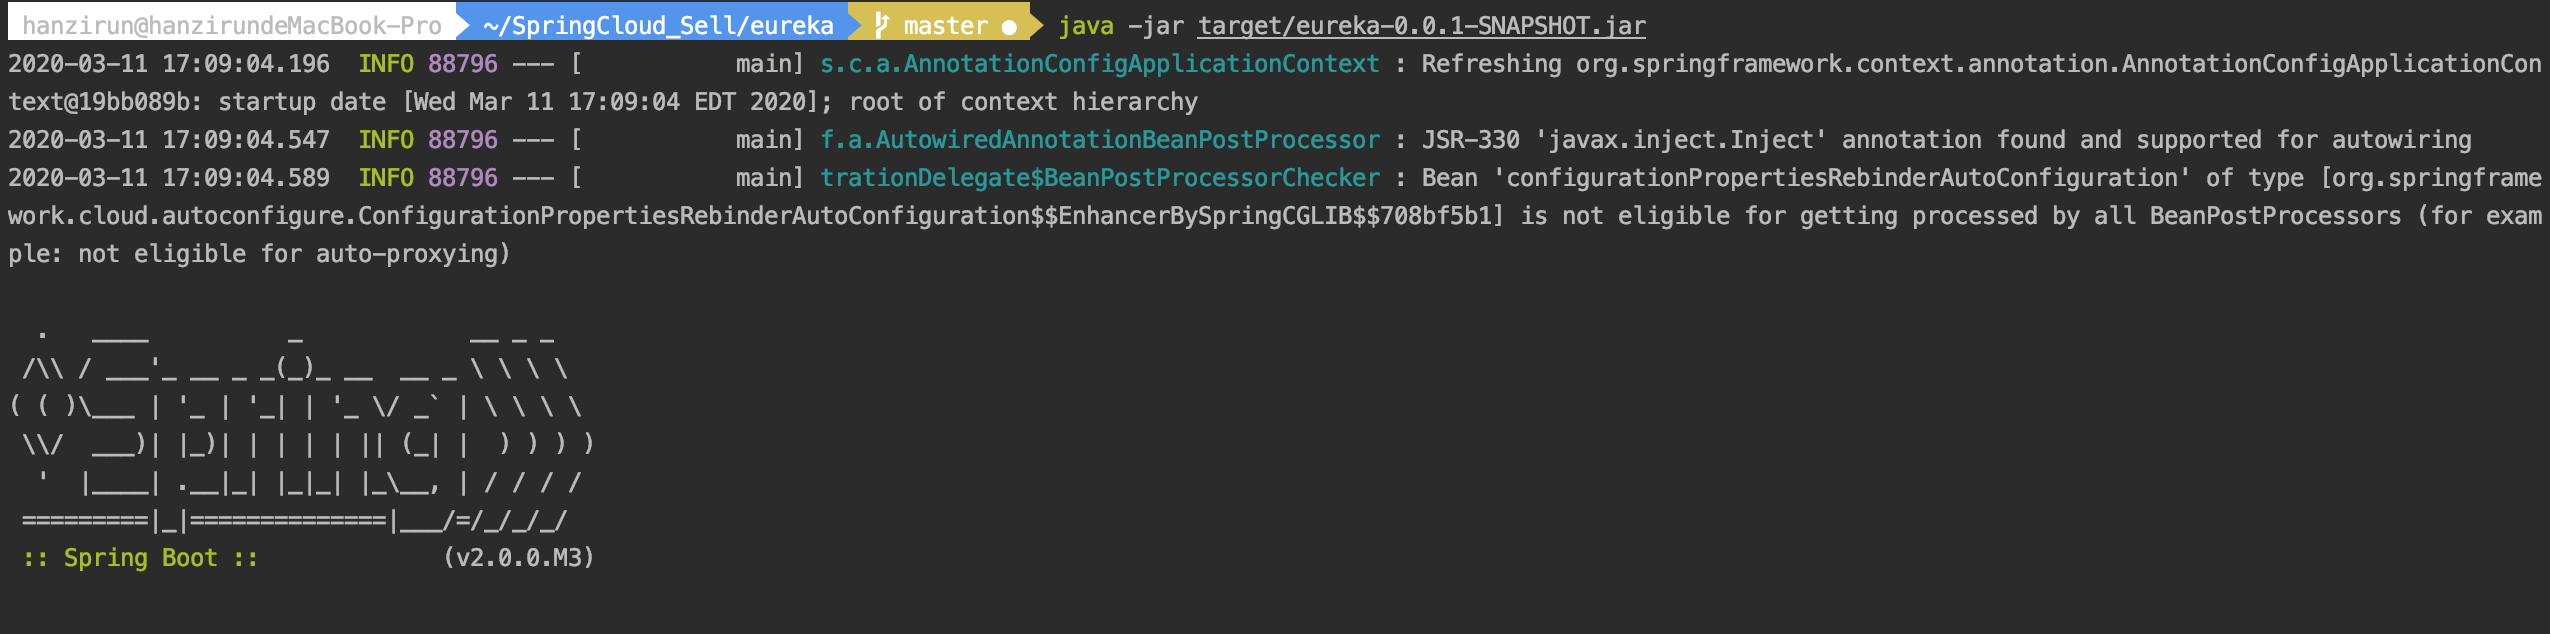 hanzirun@hanzirundeMacBook-Pro ~/SpringCloud_Sell/eureka master ● java -jar target/eureka-0.0.1-SNAPSHOT.jar
2020-03-11 17:09:04.196  INFO 88796 --- [           main] s.c.a.AnnotationConfigApplicationContext : Refreshing org.springframework.context.annotation.AnnotationConfigApplicationCon
text@19bb089b: startup date [Wed Mar 11 17:09:04 EDT 2020]; root of context hierarchy
2020-03-11 17:09:04.547  INFO 88796 --- [           main] f.a.AutowiredAnnotationBeanPostProcessor : JSR-330 'javax.inject.Inject' annotation found and supported for autowiring
2020-03-11 17:09:04.589  INFO 88796 --- [           main] trationDelegate$BeanPostProcessorChecker : Bean 'configurationPropertiesRebinderAutoConfiguration' of type [org.springframe
work.cloud.autoconfigure.ConfigurationPropertiesRebinderAutoConfiguration$$EnhancerBySpringCGLIB$$708bf5b1] is not eligible for getting processed by all BeanPostProcessors (for exam
ple: not eligible for auto-proxying)

  .   ____          _            __ _ _
 /\\ / ___'_ __ _ _(_)_ __  __ _ \ \ \ \
( ( )\___ | '_ | '_| | '_ \/ _` | \ \ \ \
 \\/  ___)| |_)| | | | | || (_| |  ) ) ) )
  '  |____| .__|_| |_|_| |_\__, | / / / /
 =========|_|==============|___/=/_/_/_/
 :: Spring Boot ::             (v2.0.0.M3)